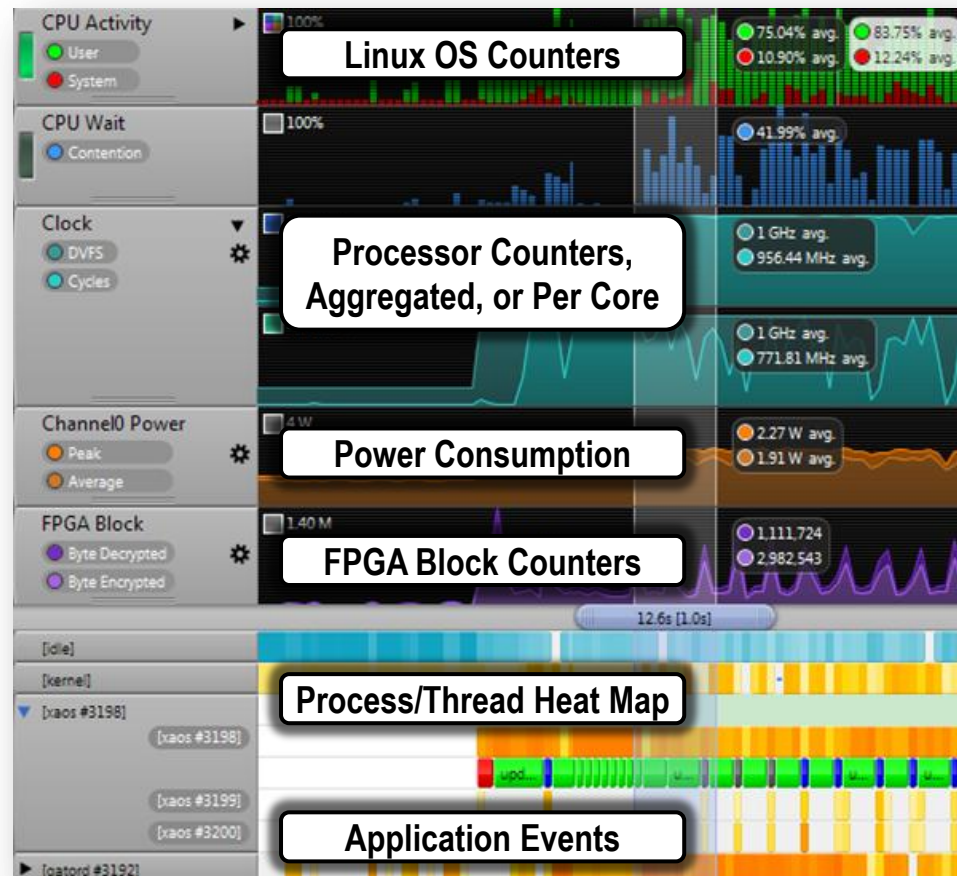 CPU Activity
User
System
100%
Linux OS Counters
75.04% avg.
10.90% avg.
83.75% avg.
12.24% avg.
CPU Wait
Contention
100%
41.99% avg.
Clock
DVFS
Cycles
Processor Counters,
Aggregated, or Per Core
1 GHz avg.
956.44 MHz avg.
1 GHz avg.
771.81 MHz avg.
Channel0 Power
Peak
Average
4 W
Power Consumption
2.27 W avg.
1.91 W avg.
FPGA Block
Byte Decrypted
Byte Encrypted
1.40 M
FPGA Block Counters
1,111,724
2,982,543
12.6s [1.0s]
[idle]
[kernel]
Process/Thread Heat Map
[xaos #3198]
[xaos #3198]
upd...
u...
u...
u...
[xaos #3199]
[xaos #3200]
Application Events
[gatord #3192]